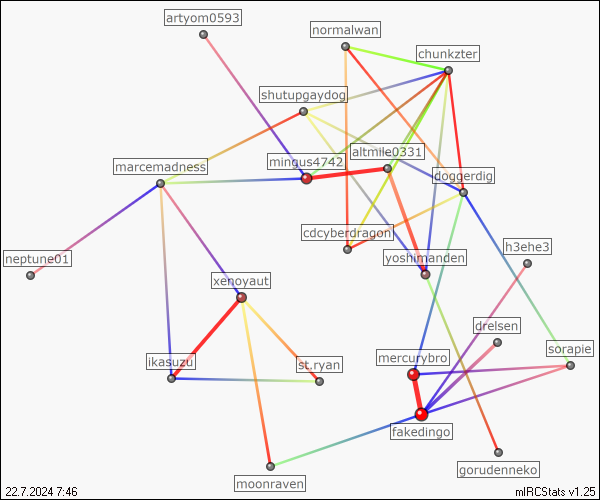 artyom0593
normalwan
chunkzter
shutupgaydog
altmile0331
mingus4742
marcemadness
doggerdig
cdcyberdragon
h3ehe3
neptune01
yoshimanden
xenoyaut
drelsen
sorapie
mercurybro
ikasuzu
st.ryan
fakedingo
gorudenneko
moonraven
22.7.2024 7:46
mIRCStats v1.25